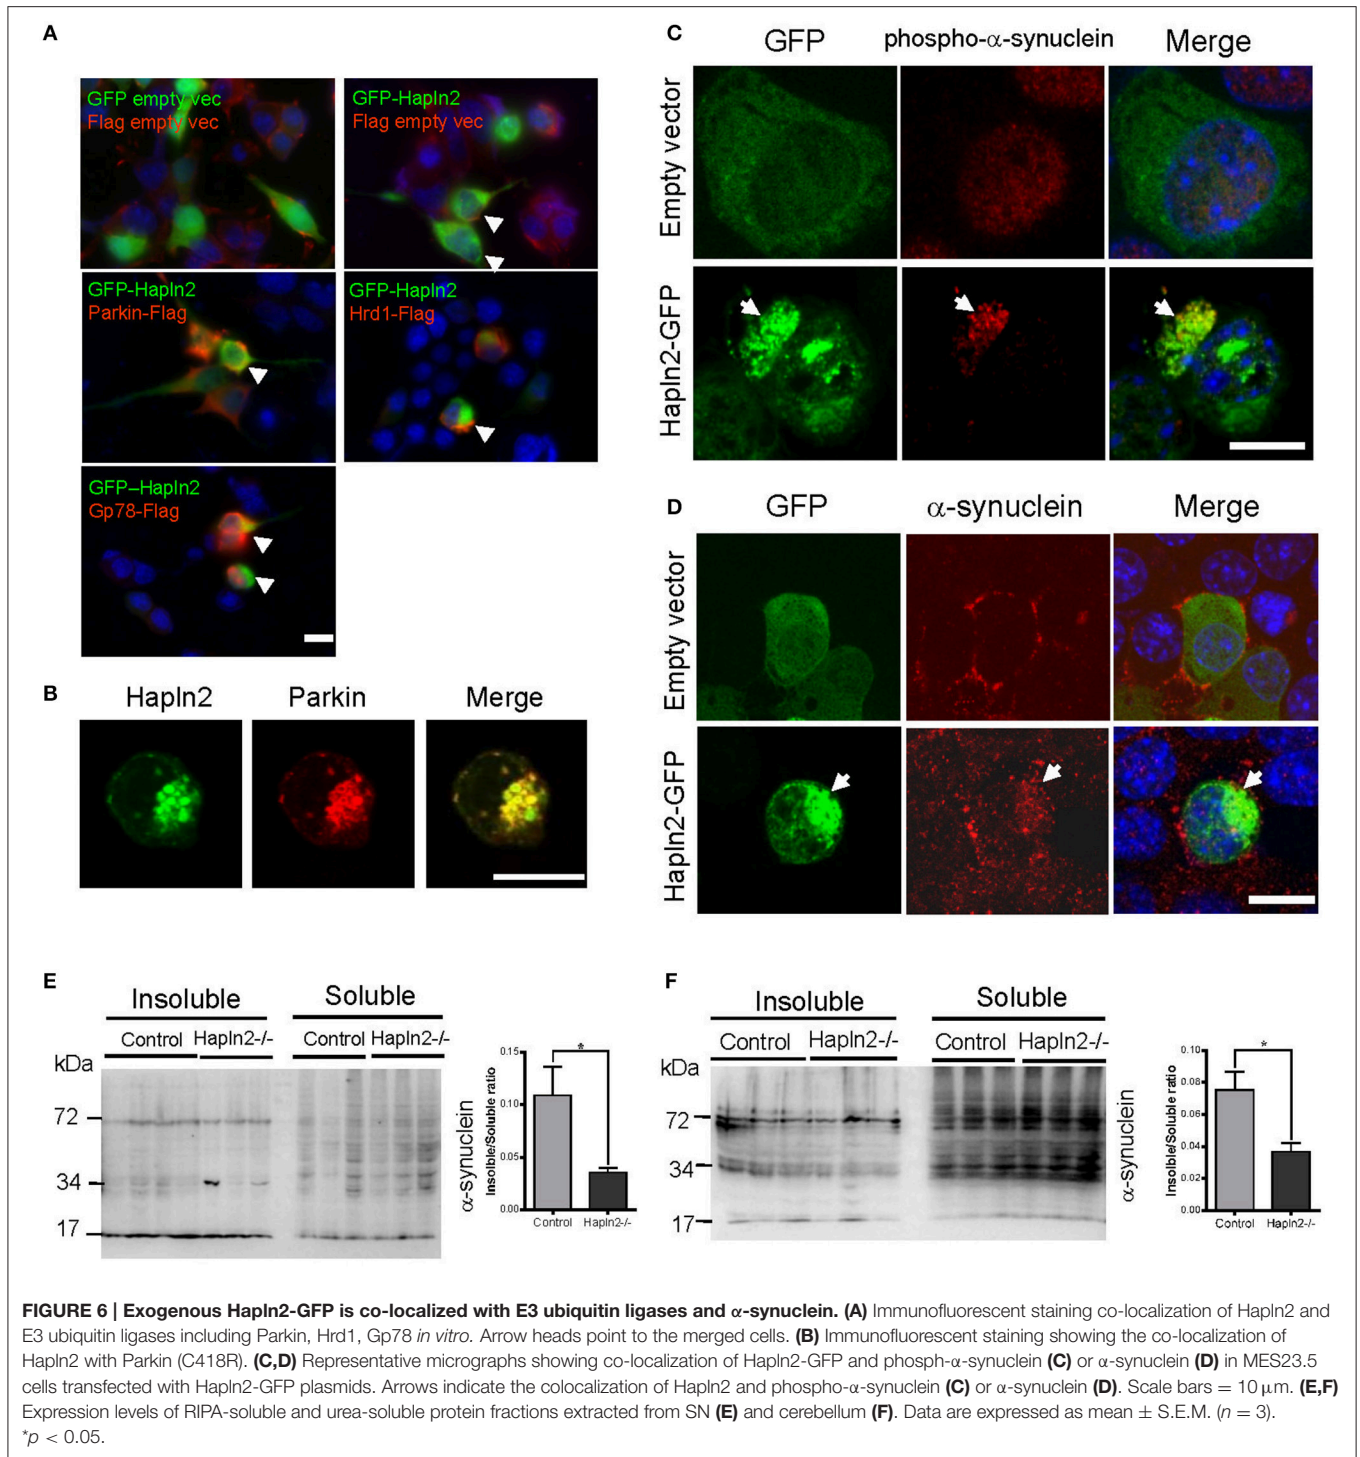 A
GFP empty vec
Flag empty vec
GFP-Hapln2
Flag empty vec
GFP-Hapln2
Parkin-Flag
GFP-Hapln2
Hrd1-Flag
GFP–Hapln2
Gp78-Flag
B
Hapln2 Parkin Merge
C
GFP phospho-α-synuclein Merge
Empty vector
Hapln2-GFP
D
GFP α-synuclein Merge
Empty vector
Hapln2-GFP
E
Insoluble Soluble
Control Hapln2-/- Control Hapln2-/-
kDa
72
34
17
α-synuclein
Insolble/Soluble ratio
0.15
0.10
0.05
0.00
*
Control Hapln2-/-
F
Insoluble Soluble
Control Hapln2-/- Control Hapln2-/-
kDa
72
34
17
α-synuclein
Insolble/Soluble ratio
0.10
0.08
0.06
0.04
0.02
0.00
*
Control Hapln2-/-
FIGURE 6 | Exogenous Hapln2-GFP is co-localized with E3 ubiquitin ligases and α-synuclein. (A) Immunofluorescent staining co-localization of Hapln2 and
E3 ubiquitin ligases including Parkin, Hrd1, Gp78 in vitro. Arrow heads point to the merged cells. (B) Immunofluorescent staining showing the co-localization of
Hapln2 with Parkin (C418R). (C,D) Representative micrographs showing co-localization of Hapln2-GFP and phosph-α-synuclein (C) or α-synuclein (D) in MES23.5
cells transfected with Hapln2-GFP plasmids. Arrows indicate the colocalization of Hapln2 and phospho-α-synuclein (C) or α-synuclein (D). Scale bars = 10 μm. (E,F)
Expression levels of RIPA-soluble and urea-soluble protein fractions extracted from SN (E) and cerebellum (F). Data are expressed as mean ± S.E.M. (n = 3).
*p < 0.05.